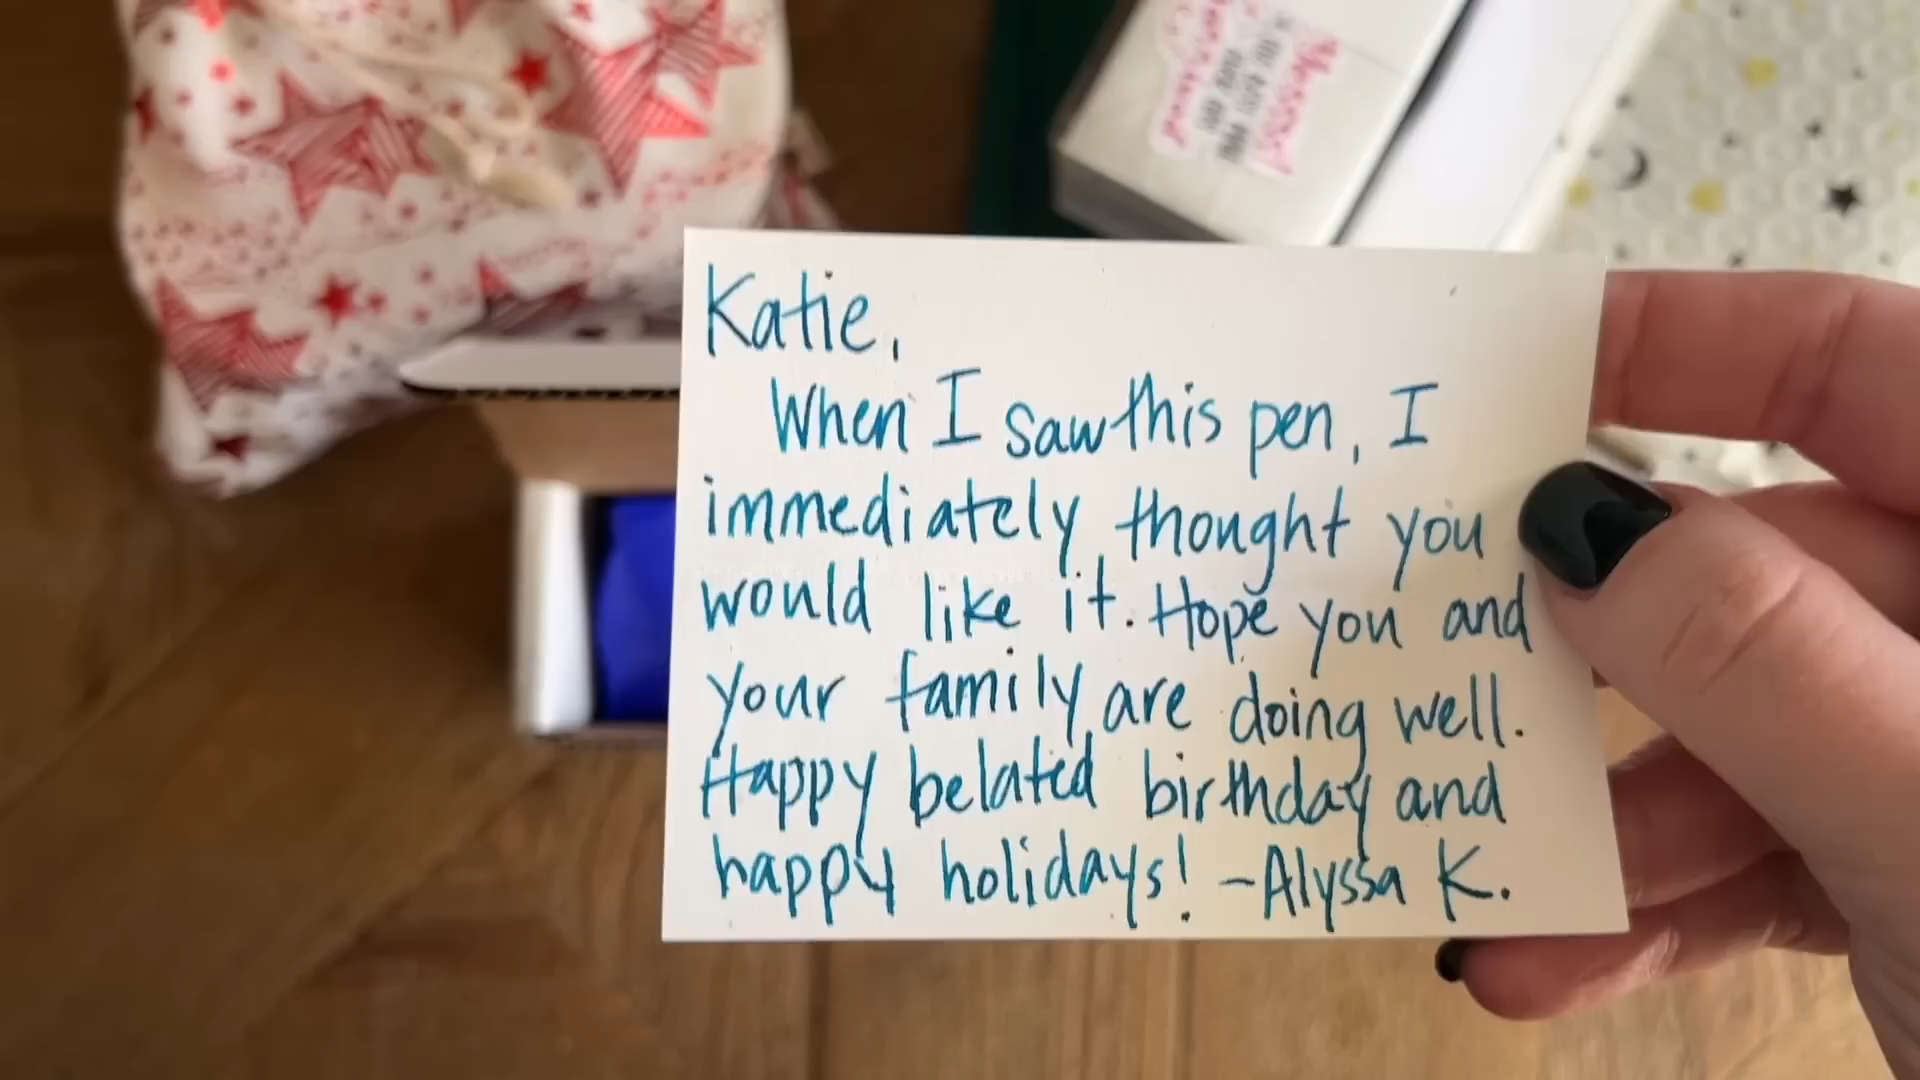 Katie,
When I saw this pen, I
immediately thought you
would like it. Hope you and
your family are doing well.
Happy belated birthday and
happy holidays! -Alyssa K.